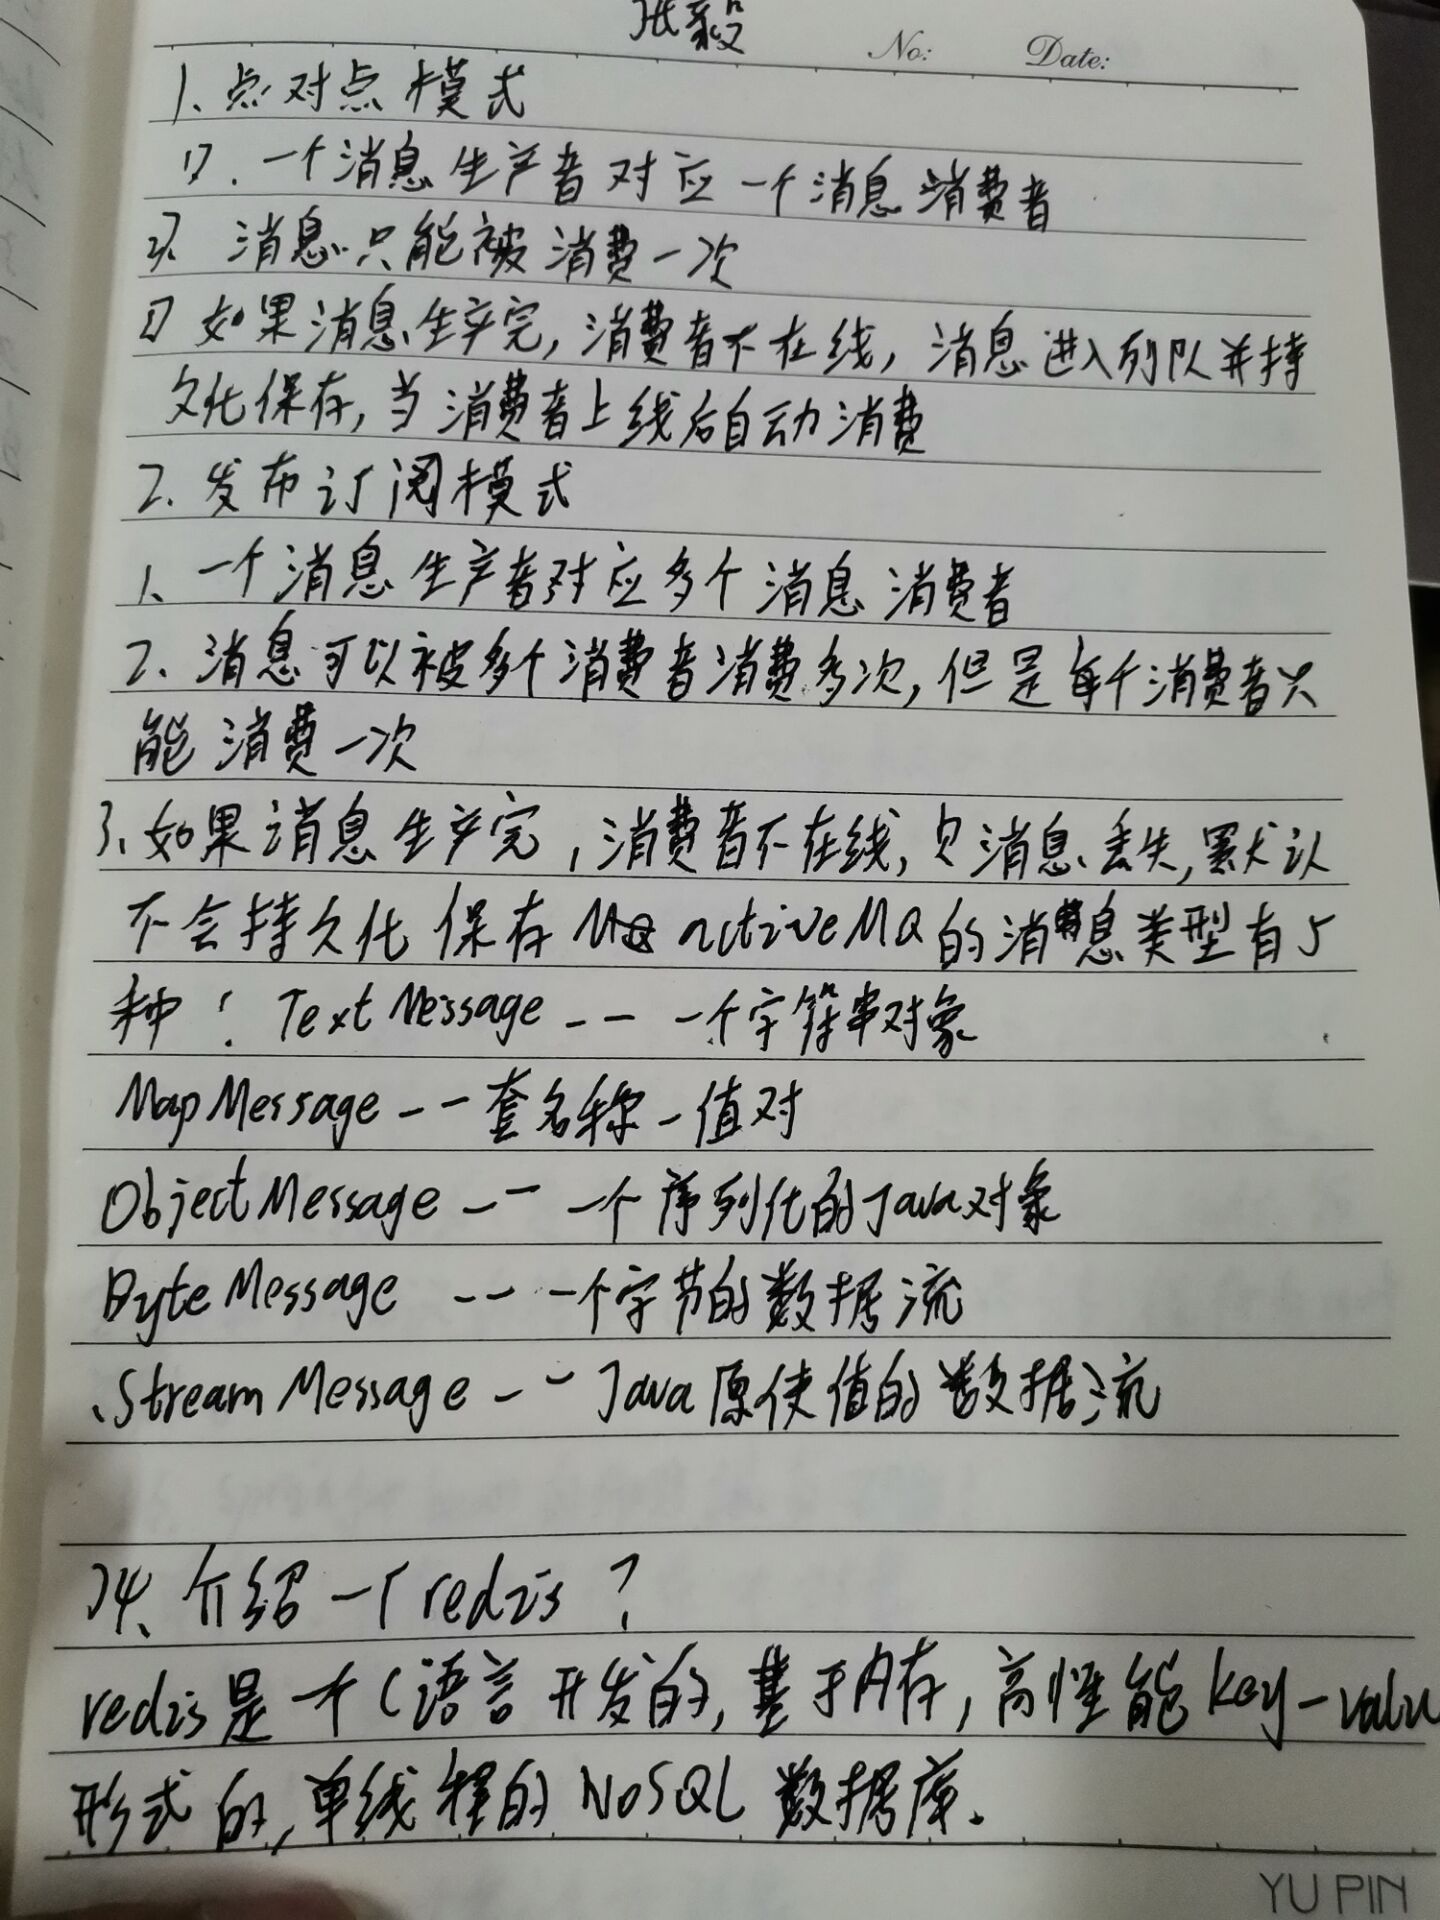 张毅
No: Date:
1、点对点模式
1). 一个消息生产者对应一个消息消费者
2). 消息只能被消费一次
3) 如果消息生产完,消费者不在线,消息进入列队并持
久化保存,当消费者上线后自动消费
2、发布订阅模式
1、一个消息生产者对应多个消息消费者
2、消息可以被多个消费者消费多次,但是每个消费者只
能消费一次
3、如果消息生产完,消费者不在线,消息丢失,默认
不会持久化保存 activeMQ的消息类型有5
种: TextMessage -- 一个字符串对象
MapMessage -- 套名称-值对
ObjectMessage -- 一个序列化的Java对象
ByteMessage -- 一个字节的数据流
StreamMessage -- Java原使值的数据流
介绍一下redis?
redis是一个C语言开发的,基于内存,高性能key-valu
形式的,单线程的NoSQL数据库.
YU PIN